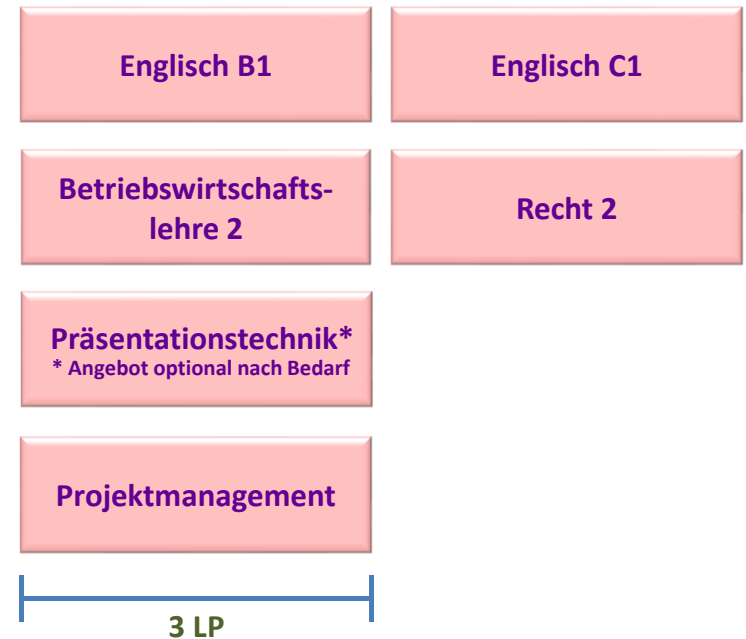 Englisch B1
Englisch C1
Betriebswirtschafts-
lehre 2
Recht 2
Präsentationstechnik*
* Angebot optional nach Bedarf
Projektmanagement
3 LP